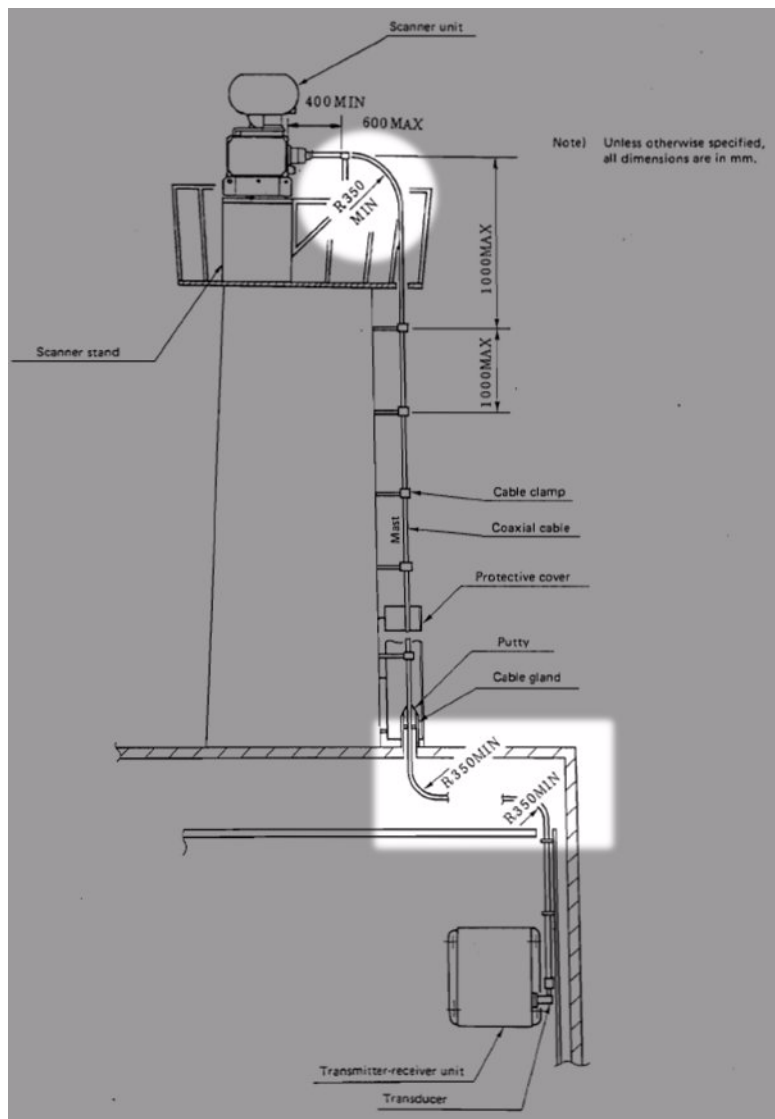 Scanner unit
400 MIN
600 MAX
Note) Unless otherwise specified,
all dimensions are in mm.
R350
MIN
1000MAX
Scanner stand
1000MAX
Cable clamp
Mast
Coaxial cable
Protective cover
Putty
Cable gland
R350MIN
R350MIN
Transmitter-receiver unit
Transducer